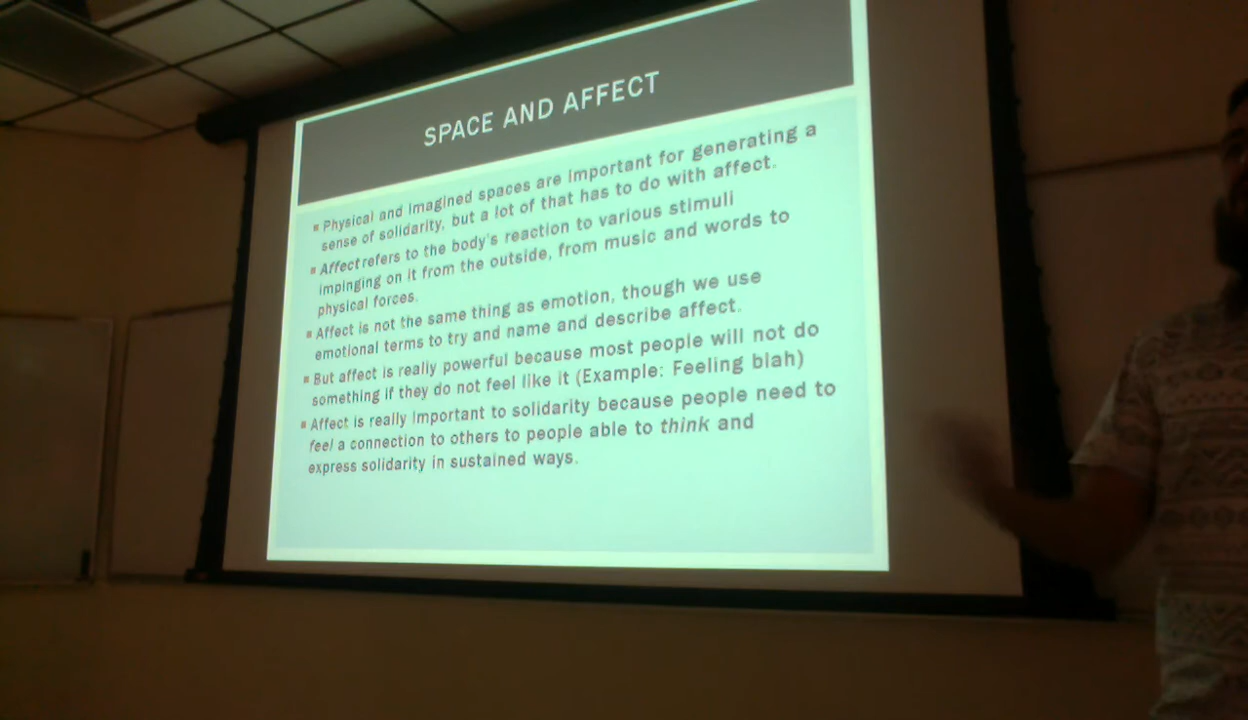 SPACE AND AFFECT
Physical and imagined spaces are important for generating a
sense of solidarity, but a lot of that has to do with affect.
Affect refers to the body's reaction to various stimuli
impinging on it from the outside, from music and words to
physical forces.
Affect is not the same thing as emotion, though we use
emotional terms to try and name and describe affect.
But affect is really powerful because most people will not do
something if they do not feel like it (Example: Feeling blah)
Affect is really important to solidarity because people need to
feel a connection to others to people able to think and
express solidarity in sustained ways.